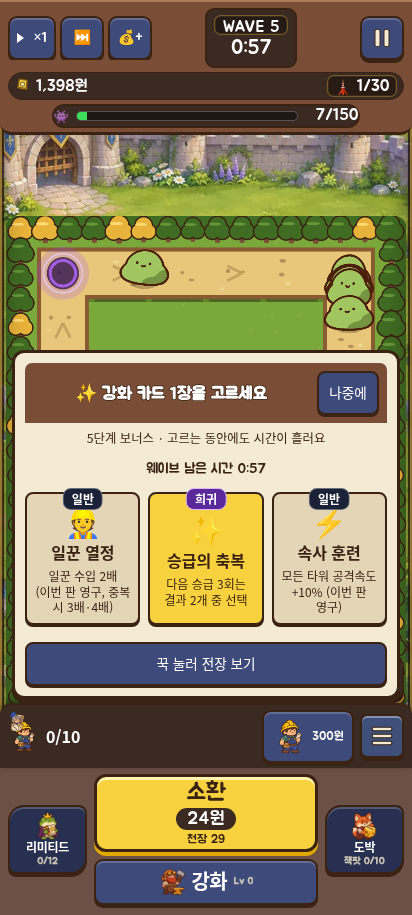 ×1
WAVE 5
0:57
1,398원
1/30
7/150
강화 카드 1장을 고르세요
나중에
5단계 보너스 · 고르는 동안에도 시간이 흘러요
웨이브 남은 시간 0:57
일반
일꾼 열정
일꾼 수입 2배
(이번 판 영구, 중복
시 3배·4배)
희귀
승급의 축복
다음 승급 3회는
결과 2개 중 선택
일반
속사 훈련
모든 타워 공격속도
+10% (이번 판
영구)
꾹 눌러 전장 보기
0/10
300원
리미티드
0/12
소환
24원
천장 29
강화 Lv 0
도박
잭팟 0/10